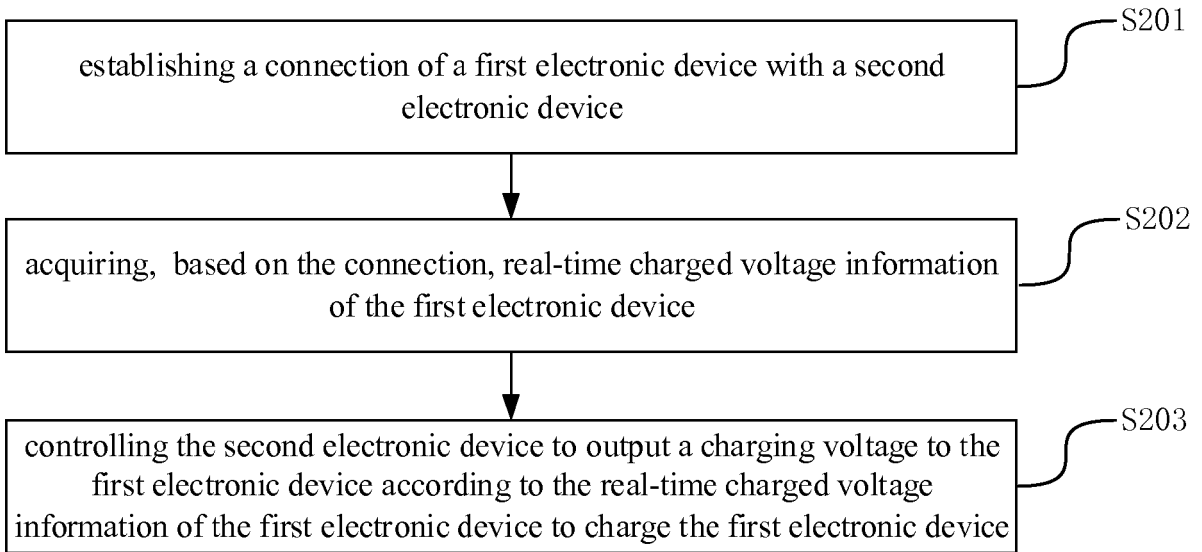 S201
establishing a connection of a first electronic device with a second
electronic device
S202
acquiring, based on the connection, real-time charged voltage information
of the first electronic device
S203
controlling the second electronic device to output a charging voltage to the
first electronic device according to the real-time charged voltage
information of the first electronic device to charge the first electronic device